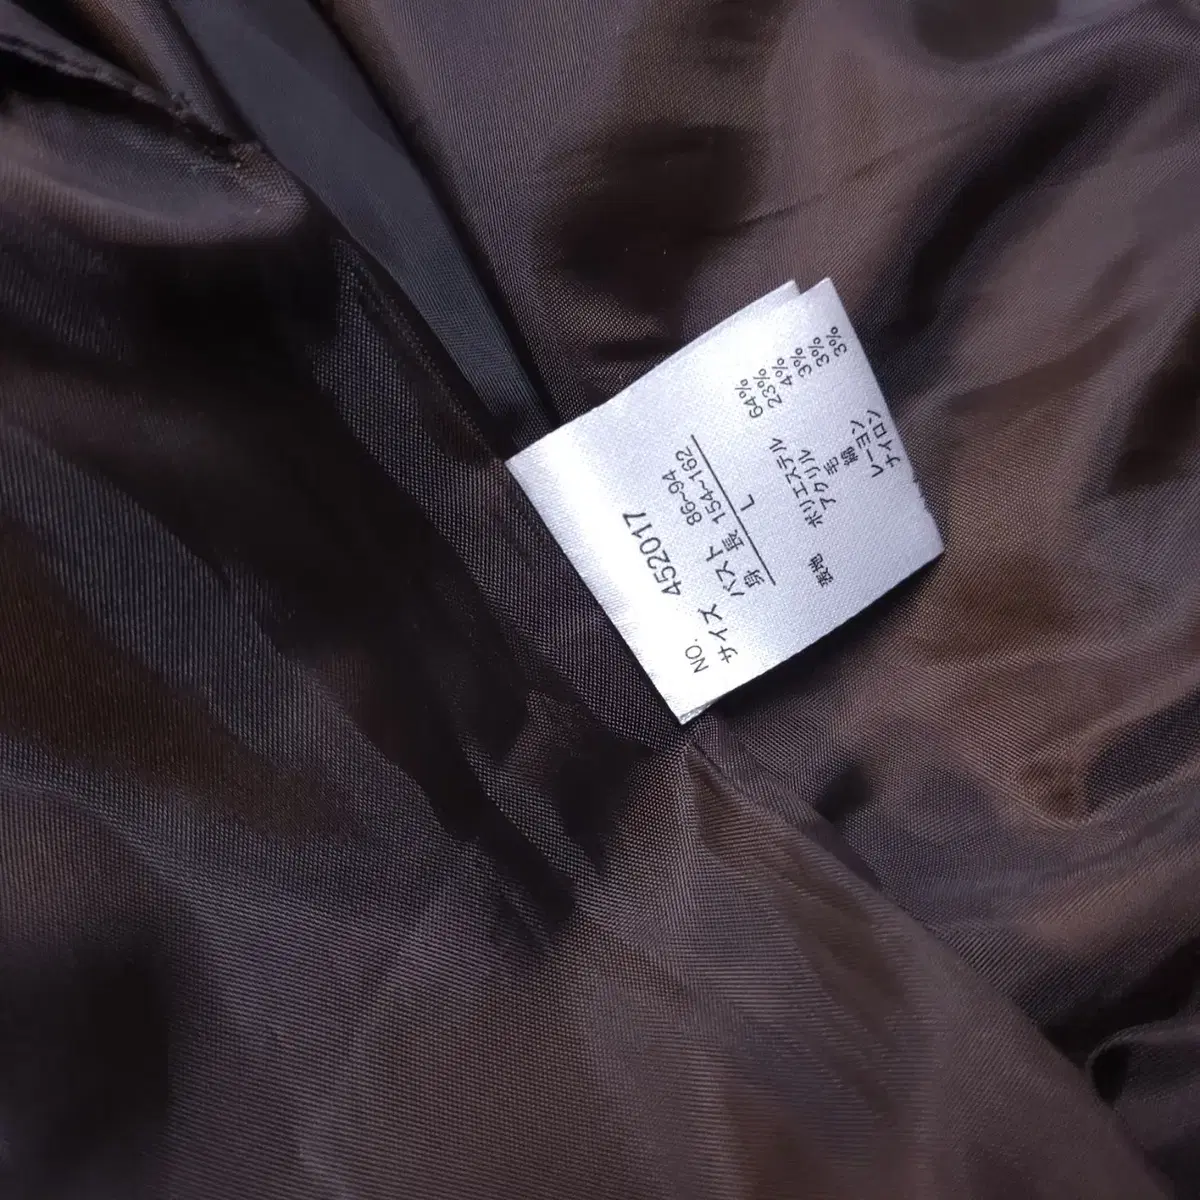 NO. 452017
サイズ バスト 86~94
身長 154~162
L
表地 ポリエステル 64%
アクリル 23%
毛 4%
綿 3%
レーヨン 3%
ナイロン 3%